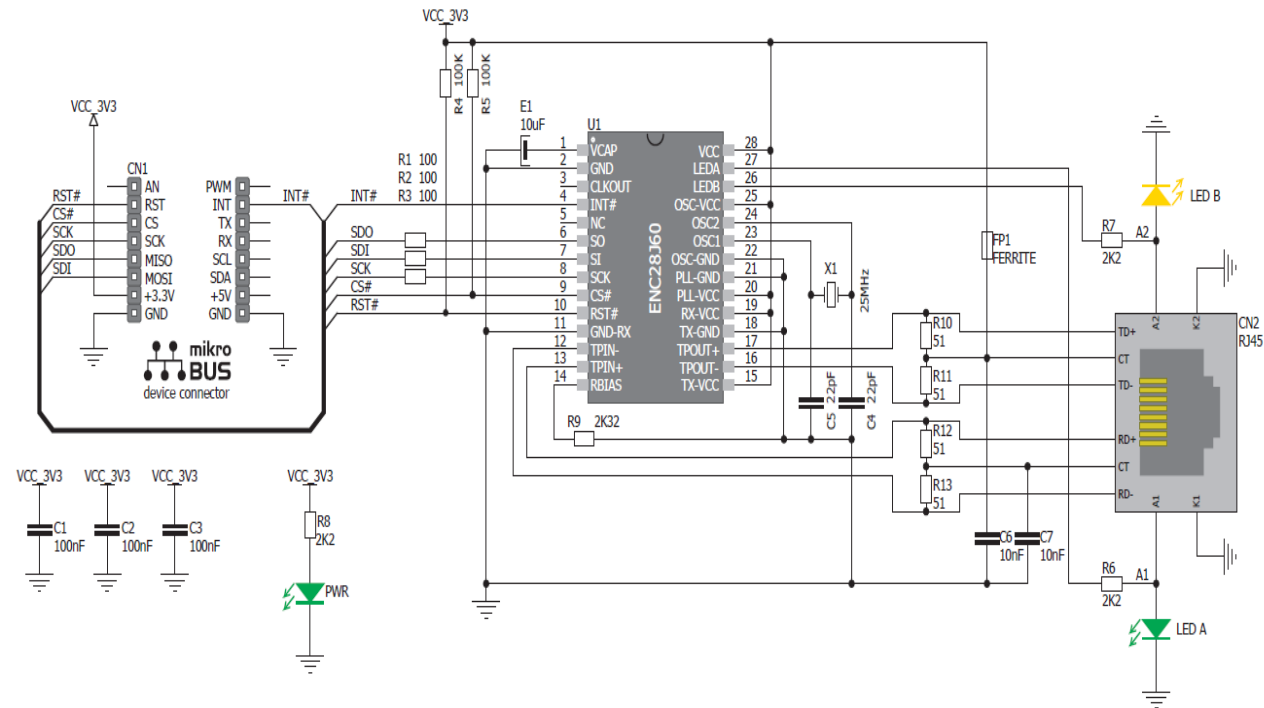 VCC_3V3
R4 100K
R5 100K
E1
10uF
U1
VCC_3V3
CN1
AN
RST
CS
SCK
MISO
MOSI
+3.3V
GND
PWM
INT
TX
RX
SCL
SDA
+5V
GND
RST#
CS#
SCK
SDO
SDI
INT#
mikro
BUS
device connector
R1 100
R2 100
R3 100
INT#
SDO
SDI
SCK
CS#
RST#
1 VCAP
2 GND
3 CLKOUT
4 INT#
5 NC
6 SO
7 SI
8 SCK
9 CS#
10 RST#
11 GND-RX
12 TPIN-
13 TPIN+
14 RBIAS
ENC28J60
VCC 28
LEDA 27
LEDB 26
OSC-VCC 25
OSC2 24
OSC1 23
OSC-GND 22
PLL-GND 21
PLL-VCC 20
RX-VCC 19
TX-GND 18
TPOUT+ 17
TPOUT- 16
TX-VCC 15
R9 2K32
X1
25MHz
C5 22pF
C4 22pF
FP1
FERRITE
R10
51
R11
51
R12
51
R13
51
C6
10nF
C7
10nF
LED B
R7
2K2
A2
A2
K2
CN2
RJ45
TD+
CT
TD-
RD+
CT
RD-
A1
K1
R6
2K2
A1
LED A
VCC_3V3
C1
100nF
VCC_3V3
C2
100nF
VCC_3V3
C3
100nF
VCC_3V3
R8
2K2
PWR